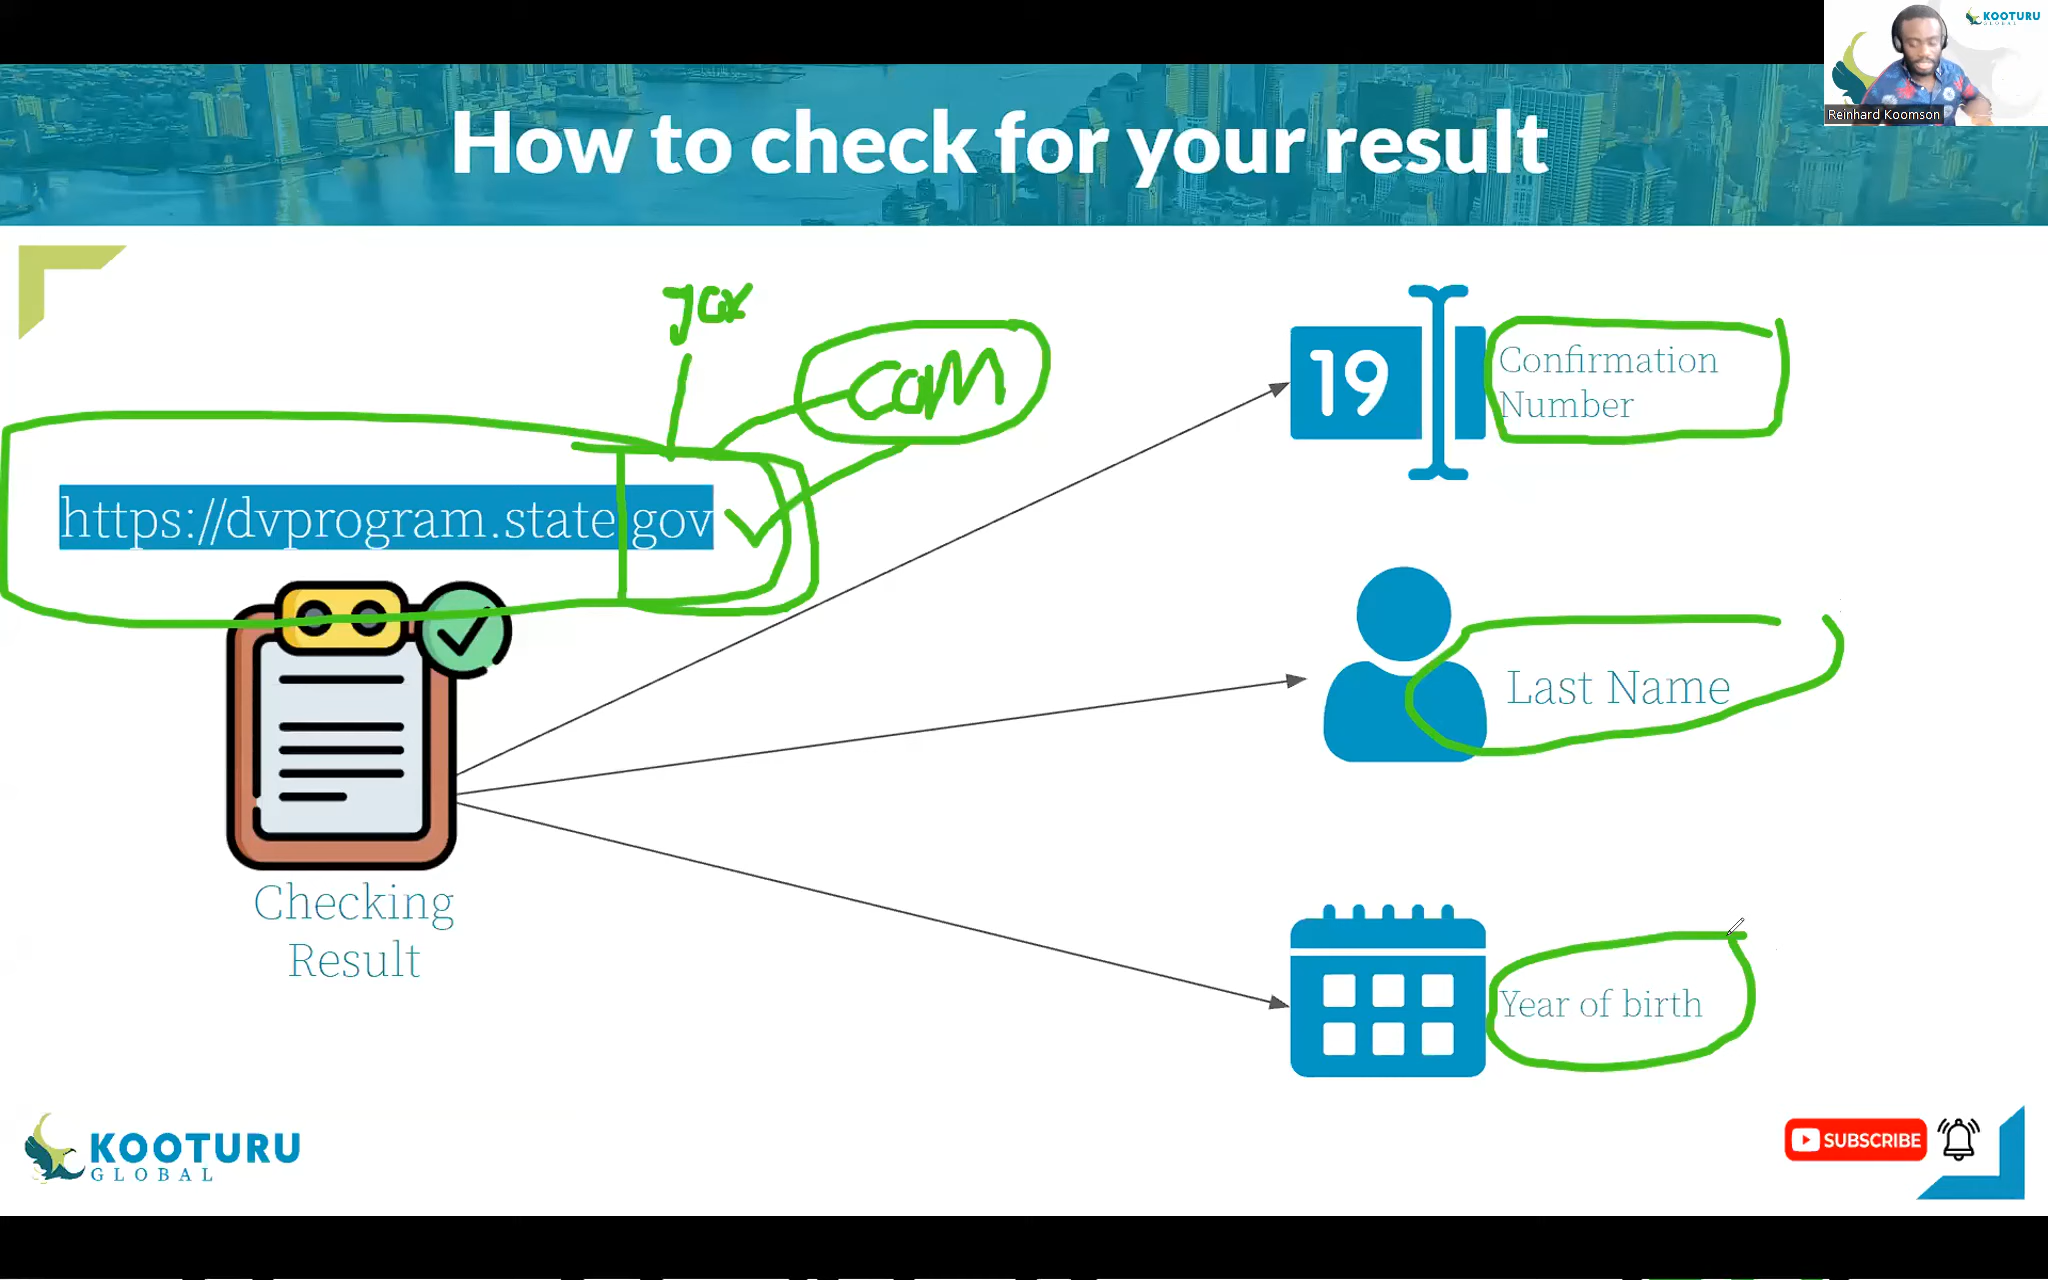 KOOTURU
GLOBAL
Reinhard Koomson
How to check for your result
com
https://dvprogram.state.gov
19
Confirmation
Number
Last Name
Checking
Result
Year of birth
KOOTURU
GLOBAL
SUBSCRIBE